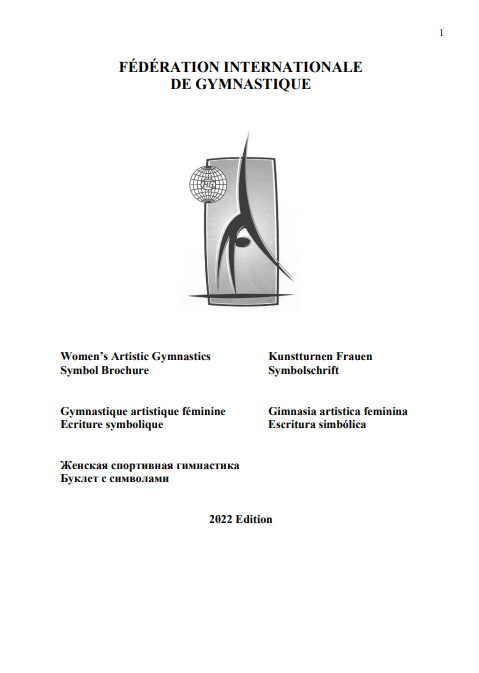 1
FÉDÉRATION INTERNATIONALE
DE GYMNASTIQUE
FIG
Women's Artistic Gymnastics
Symbol Brochure
Kunstturnen Frauen
Symbolschrift
Gymnastique artistique féminine
Ecriture symbolique
Gimnasia artistica feminina
Escritura simbólica
Женская спортивная гимнастика
Буклет с символами
2022 Edition